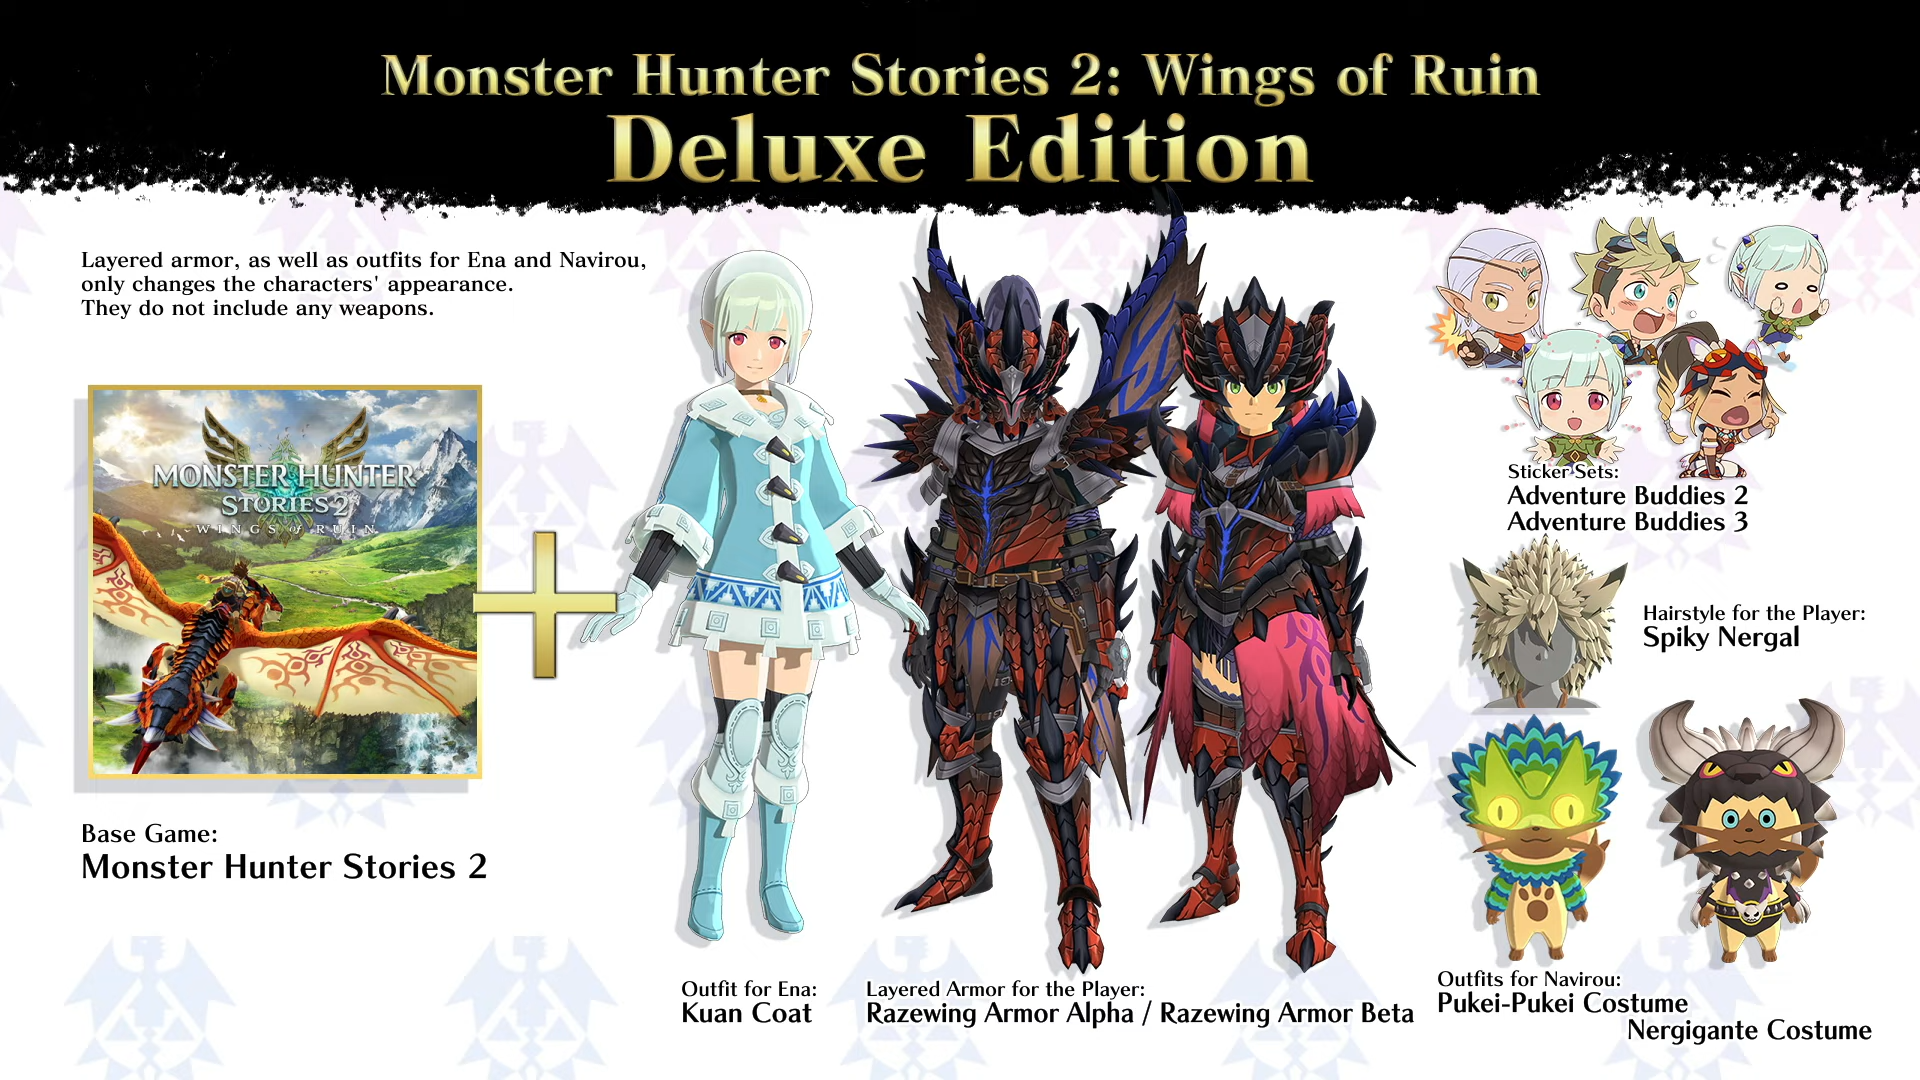 Monster Hunter Stories 2: Wings of Ruin
Deluxe Edition
Layered armor, as well as outfits for Ena and Navirou,
only changes the characters' appearance.
They do not include any weapons.
MONSTER HUNTER
STORIES 2
WINGS of RUIN
Base Game:
Monster Hunter Stories 2
Outfit for Ena:
Kuan Coat
Layered Armor for the Player:
Razewing Armor Alpha / Razewing Armor Beta
Sticker Sets:
Adventure Buddies 2
Adventure Buddies 3
Hairstyle for the Player:
Spiky Nergal
Outfits for Navirou:
Pukei-Pukei Costume
Nergigante Costume